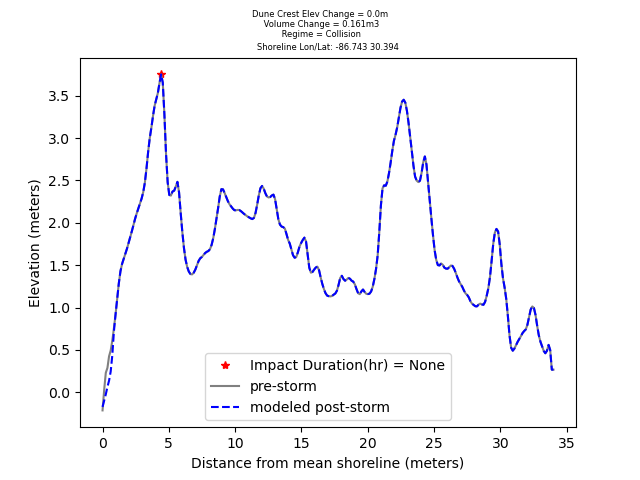 Dune Crest Elev Change = 0.0m
Volume Change = 0.161m3
Regime = Collision
Shoreline Lon/Lat: -86.743 30.394
Elevation (meters)
3.5
3.0
2.5
2.0
1.5
1.0
0.5
0.0
Impact Duration(hr) = None
pre-storm
modeled post-storm
0 5 10 15 20 25 30 35
Distance from mean shoreline (meters)